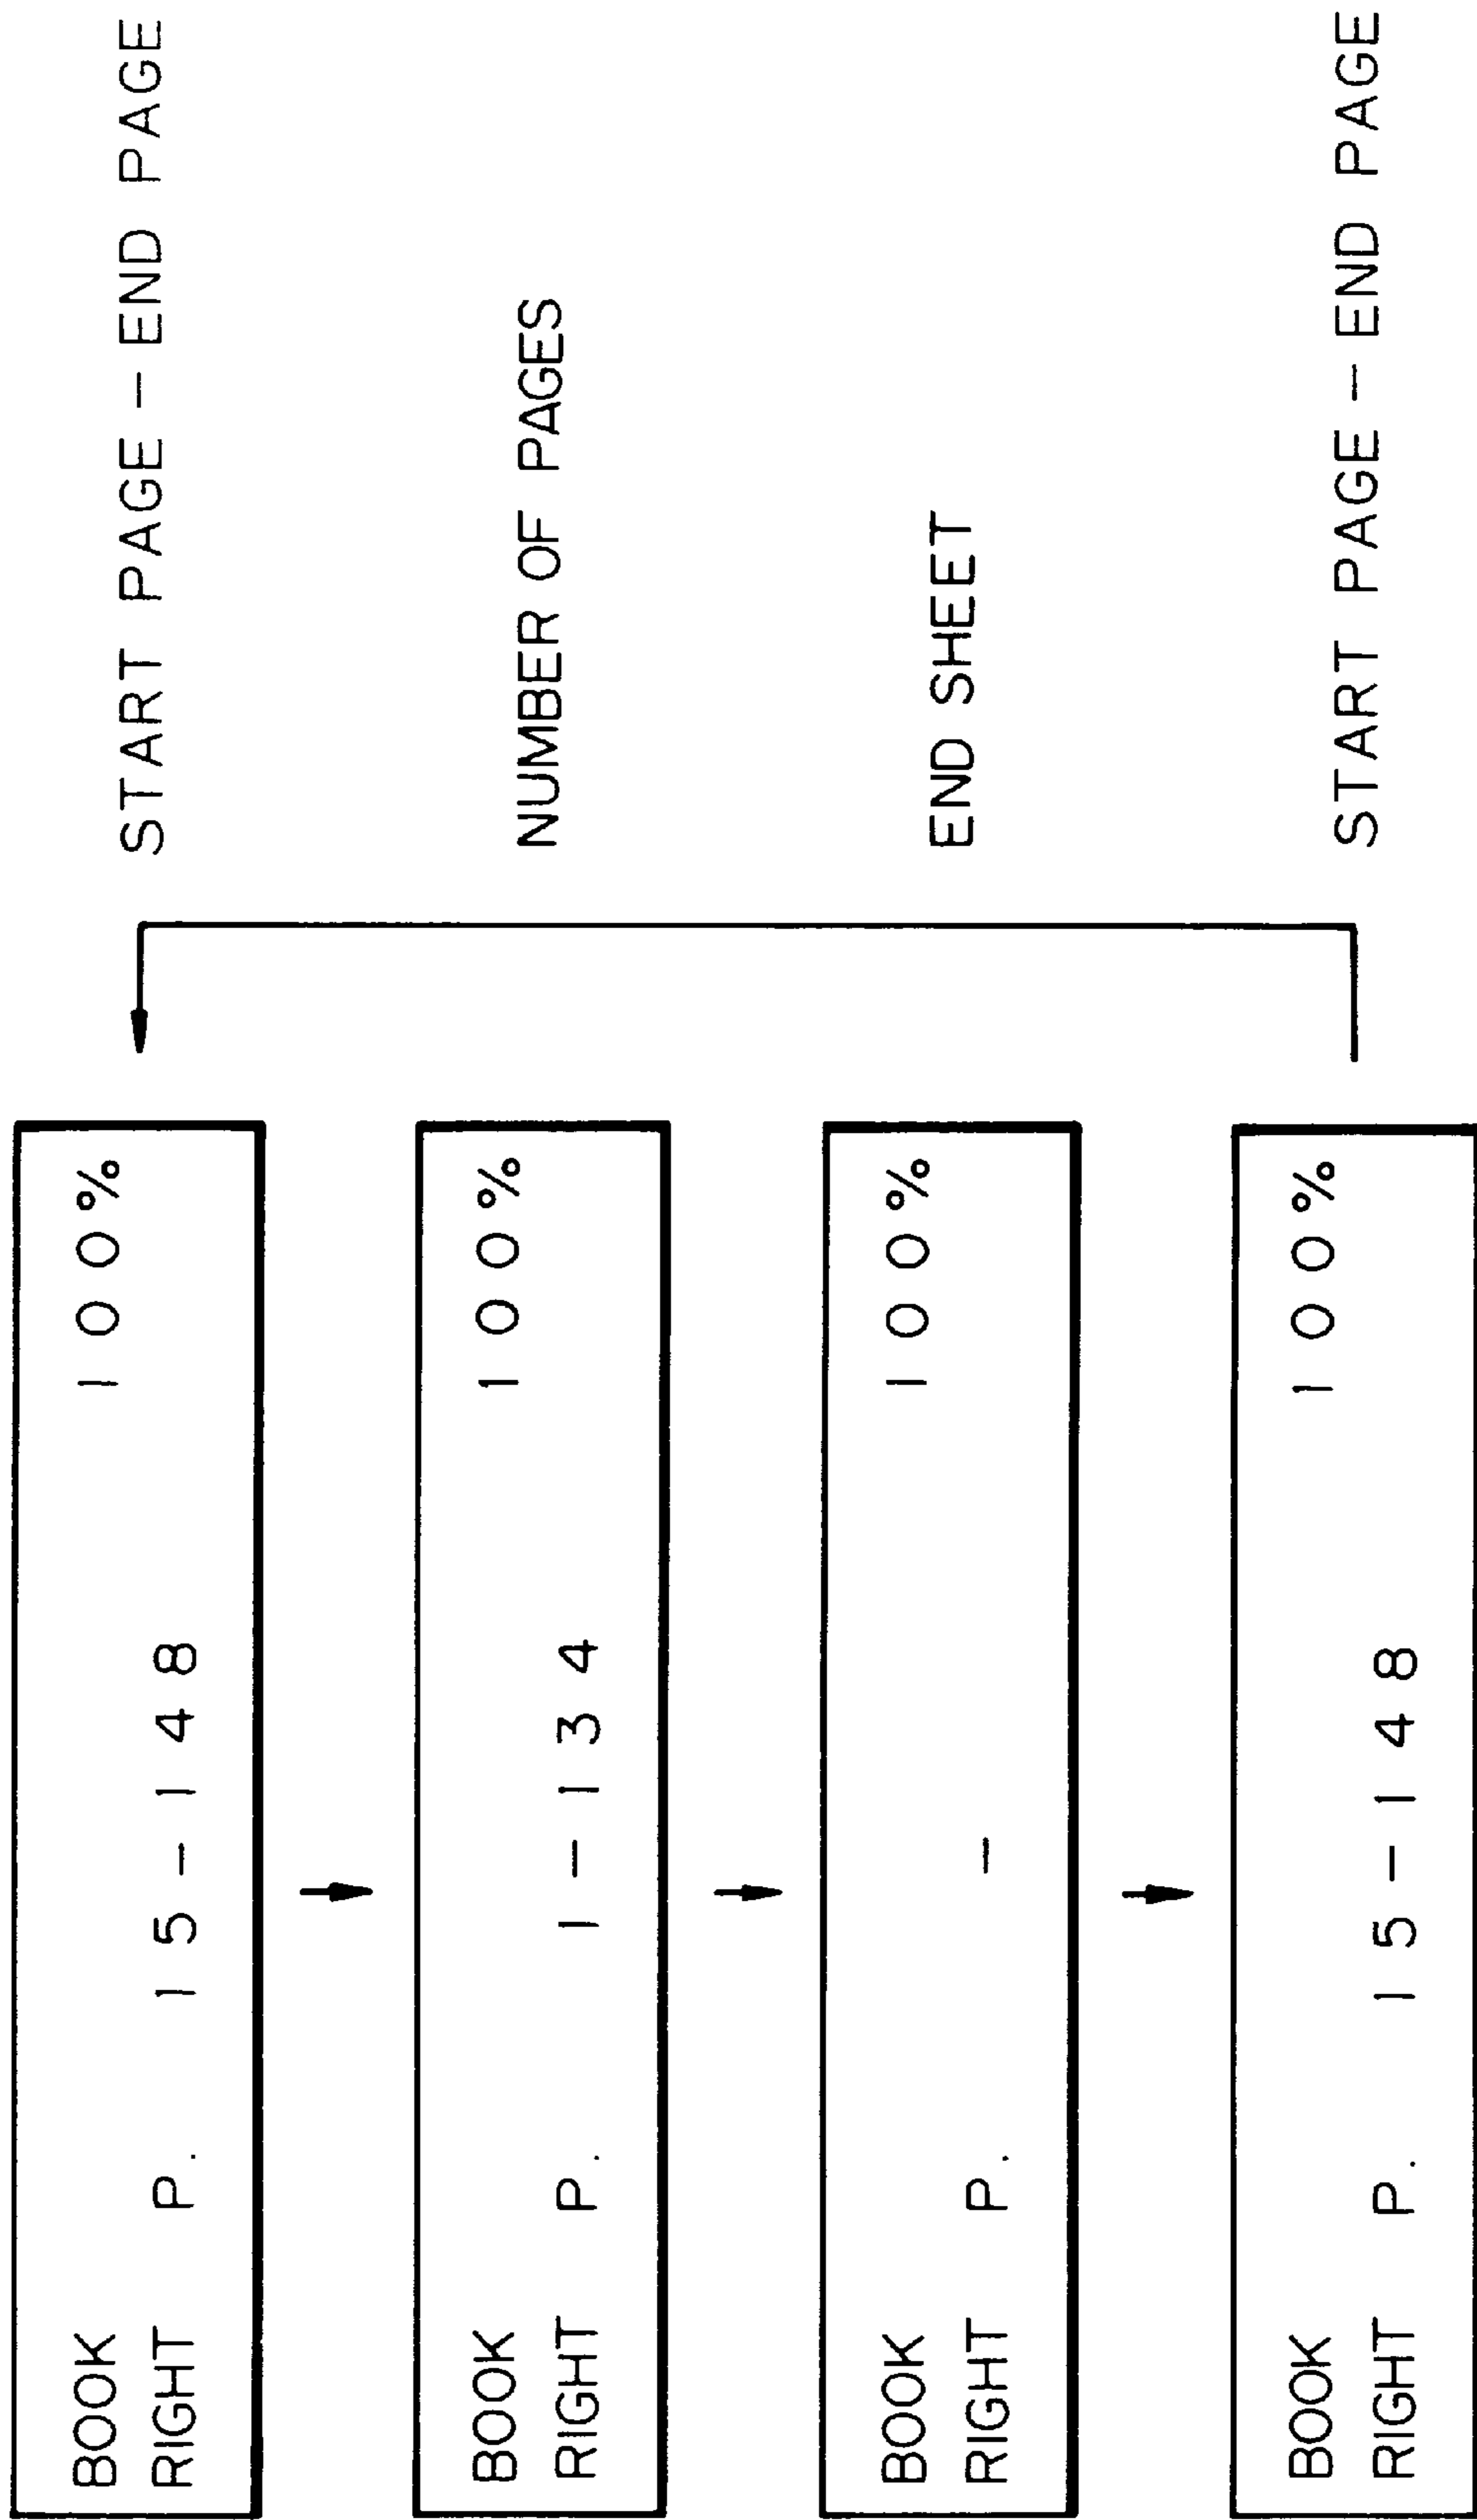 BOOK 100%
RIGHT P. 15-148
START PAGE-END PAGE
BOOK 100%
RIGHT P. 1-134
NUMBER OF PAGES
BOOK 100%
RIGHT P. -
END SHEET
BOOK 100%
RIGHT P. 15-148
START PAGE-END PAGE